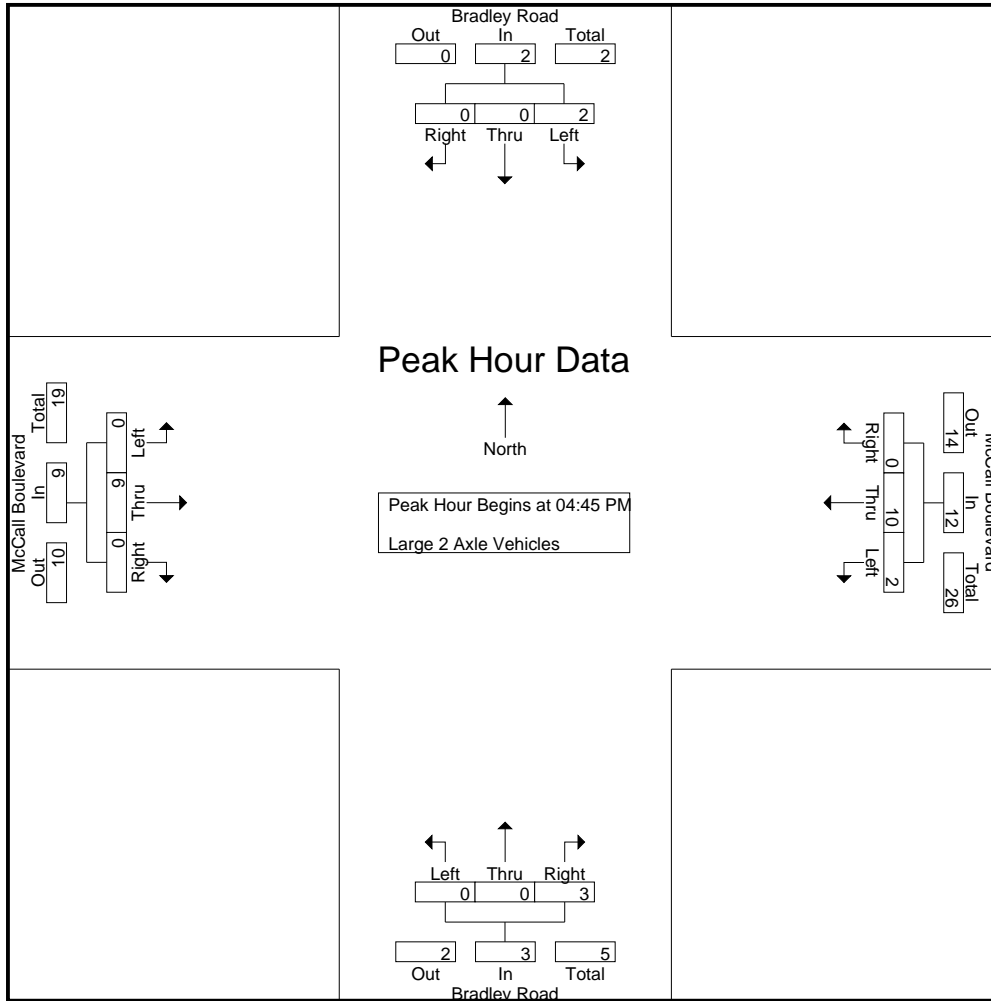 Bradley Road
Out In Total
0 2 2
0 0 2
Right Thru Left
Peak Hour Data
North
Peak Hour Begins at 04:45 PM
Large 2 Axle Vehicles
McCall Boulevard
Total In Out
19 9 10
0 9 0
Left Thru Right
McCall Boulevard
Out In Total
14 12 26
0 10 2
Right Thru Left
Left Thru Right
0 0 3
2 3 5
Out In Total
Bradley Road